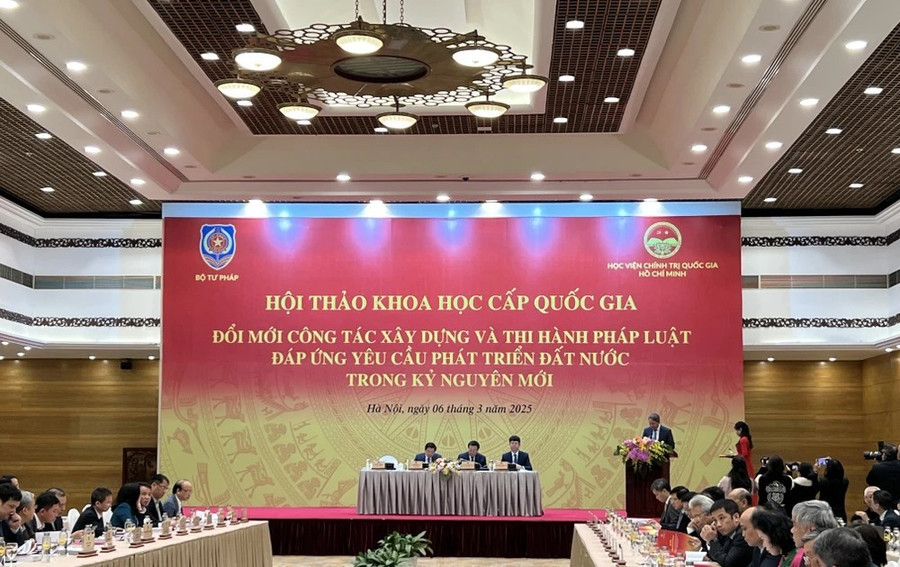 BỘ TƯ PHÁP
HỌC VIỆN CHÍNH TRỊ QUỐC GIA
HỒ CHÍ MINH
HỘI THẢO KHOA HỌC CẤP QUỐC GIA
ĐỔI MỚI CÔNG TÁC XÂY DỰNG VÀ THI HÀNH PHÁP LUẬT
ĐÁP ỨNG YÊU CẦU PHÁT TRIỂN ĐẤT NƯỚC
TRONG KỶ NGUYÊN MỚI
Hà Nội, ngày 06 tháng 3 năm 2025